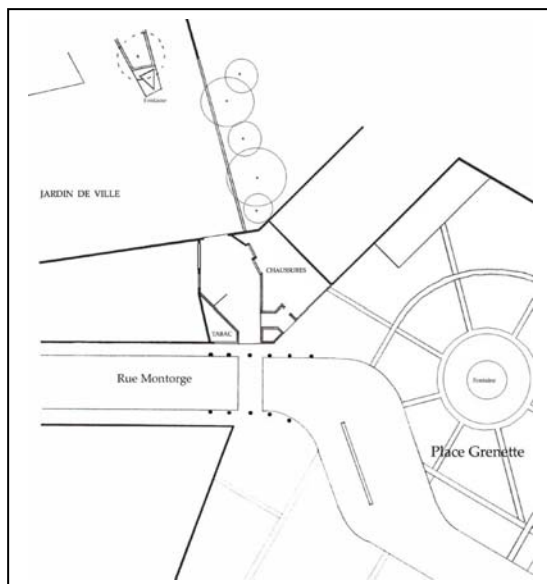 Fontaine
JARDIN DE VILLE
CHAUSSURES
TABAC
Rue Montorge
Fontaine
Place Grenette